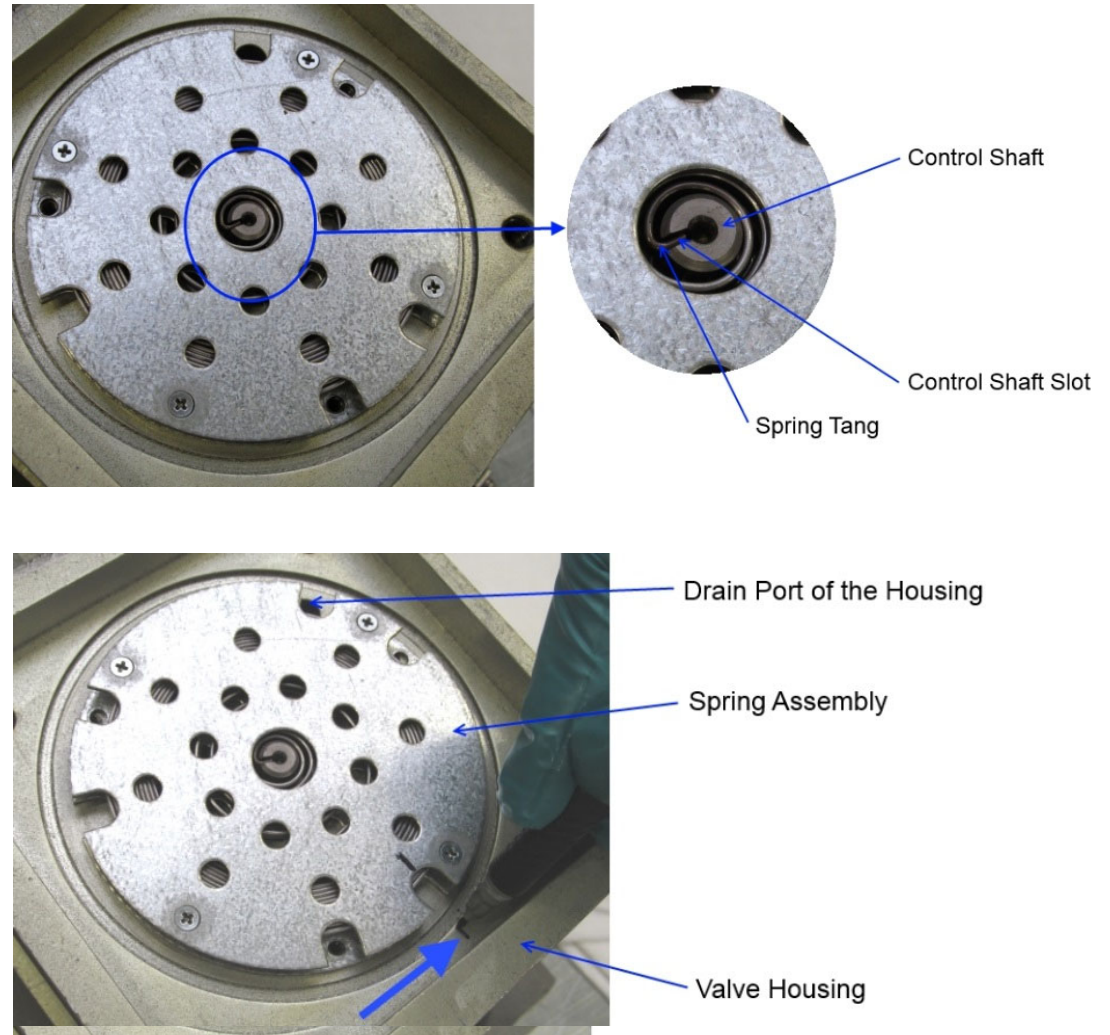 Control Shaft
Control Shaft Slot
Spring Tang
Drain Port of the Housing
Spring Assembly
Valve Housing